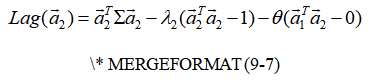 Lag(a⃗₂) = a⃗₂ᵀΣa⃗₂ − λ₂(a⃗₂ᵀa⃗₂ − 1) − θ(a⃗₁ᵀa⃗₂ − 0)
\* MERGEFORMAT (9-7)